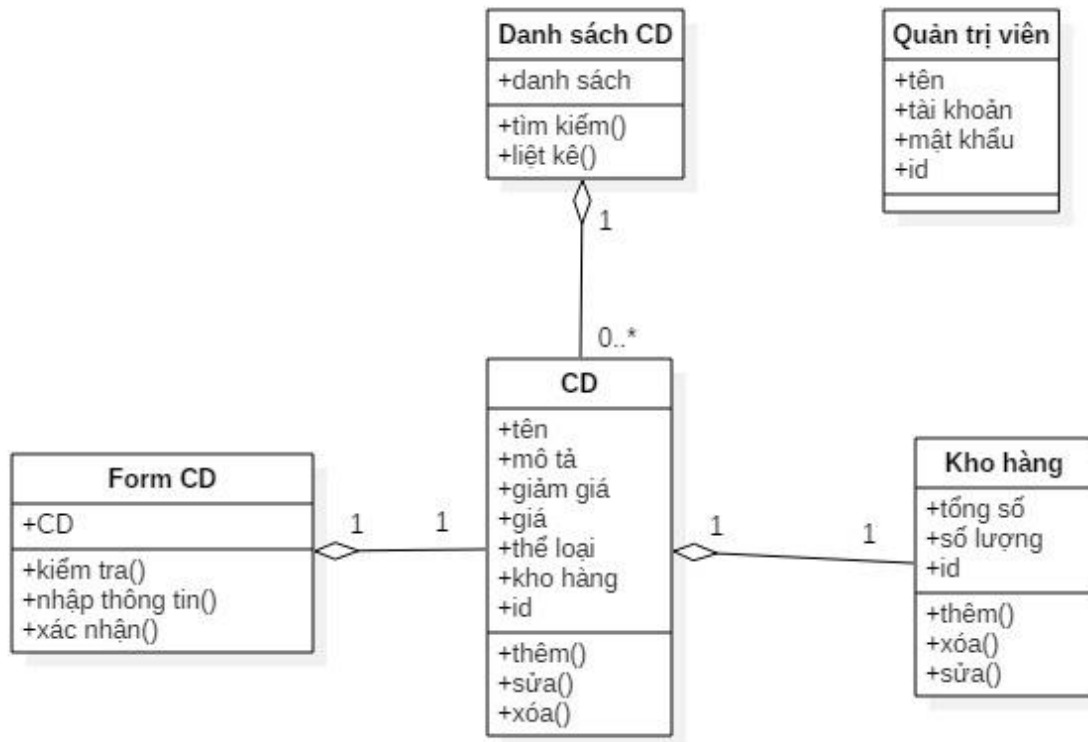 Danh sách CD
+danh sách
+tìm kiếm()
+liệt kê()
Quản trị viên
+tên
+tài khoản
+mật khẩu
+id
1
0..*
CD
+tên
+mô tả
+giảm giá
+giá
+thể loại
+kho hàng
+id
+thêm()
+sửa()
+xóa()
Form CD
+CD
+kiểm tra()
+nhập thông tin()
+xác nhận()
1
1
1
1
Kho hàng
+tổng số
+số lượng
+id
+thêm()
+xóa()
+sửa()